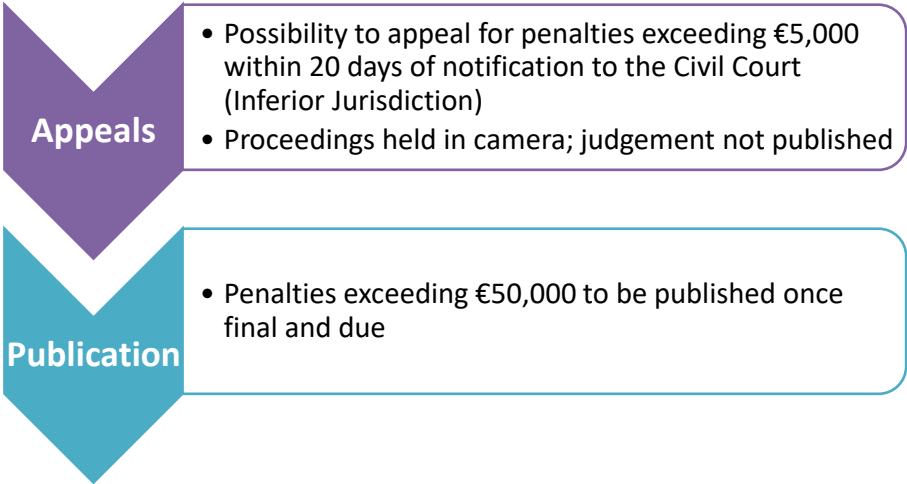 Appeals
• Possibility to appeal for penalties exceeding €5,000
within 20 days of notification to the Civil Court
(Inferior Jurisdiction)
• Proceedings held in camera; judgement not published
Publication
• Penalties exceeding €50,000 to be published once
final and due